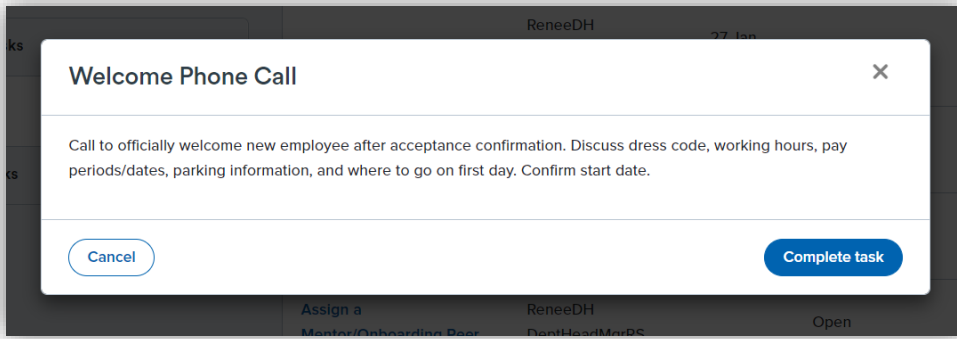 ReneeDH
27 Jan
sks
Welcome Phone Call
Call to officially welcome new employee after acceptance confirmation. Discuss dress code, working hours, pay
periods/dates, parking information, and where to go on first day. Confirm start date.
ks
Cancel
Complete task
Assign a
ReneeDH
Open
Mentor/Onboarding Peer
DeptHeadMgrRS